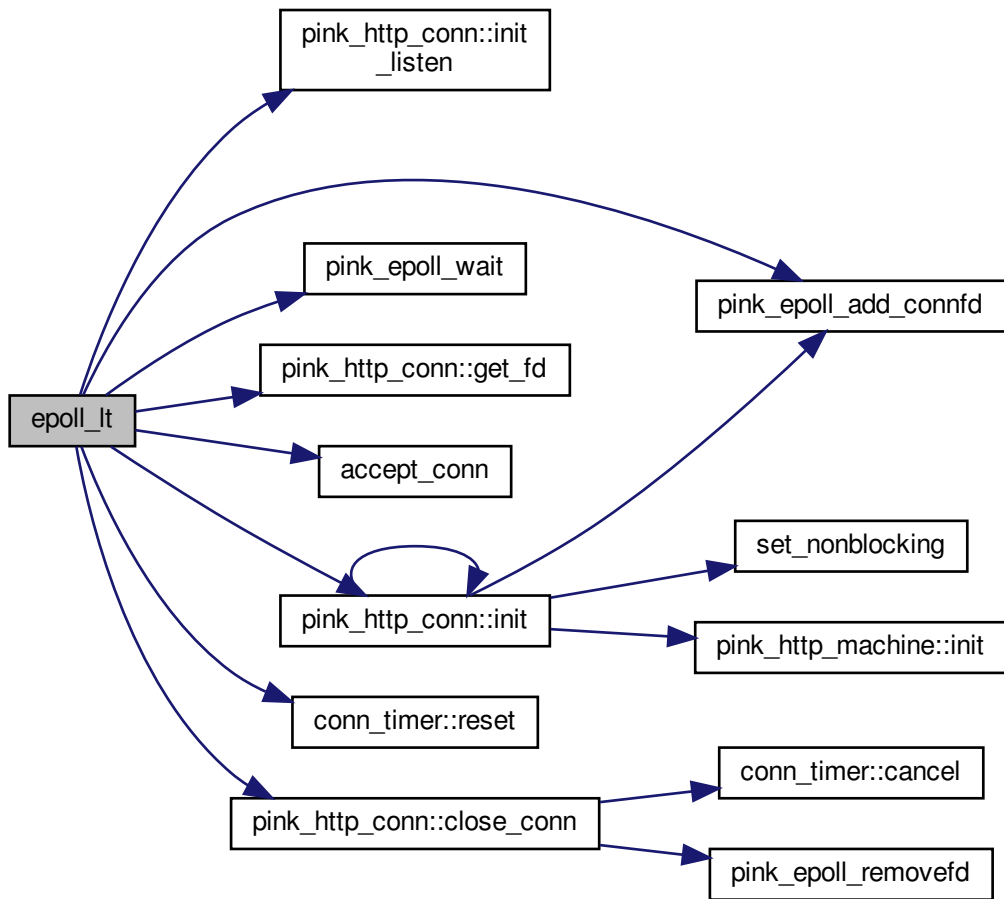 pink_http_conn::init
_listen
pink_epoll_wait
pink_epoll_add_connfd
pink_http_conn::get_fd
epoll_lt
accept_conn
set_nonblocking
pink_http_conn::init
pink_http_machine::init
conn_timer::reset
conn_timer::cancel
pink_http_conn::close_conn
pink_epoll_removefd